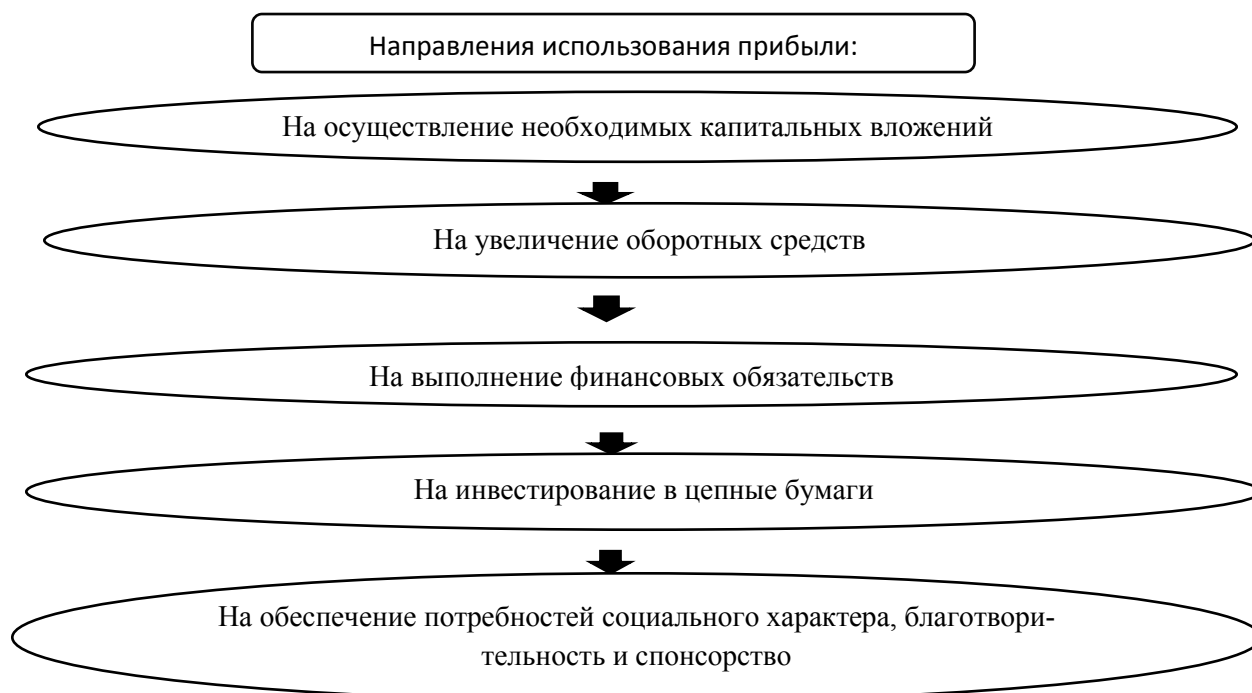 Направления использования прибыли:
На осуществление необходимых капитальных вложений
На увеличение оборотных средств
На выполнение финансовых обязательств
На инвестирование в цепные бумаги
На обеспечение потребностей социального характера, благотвори-
тельность и спонсорство